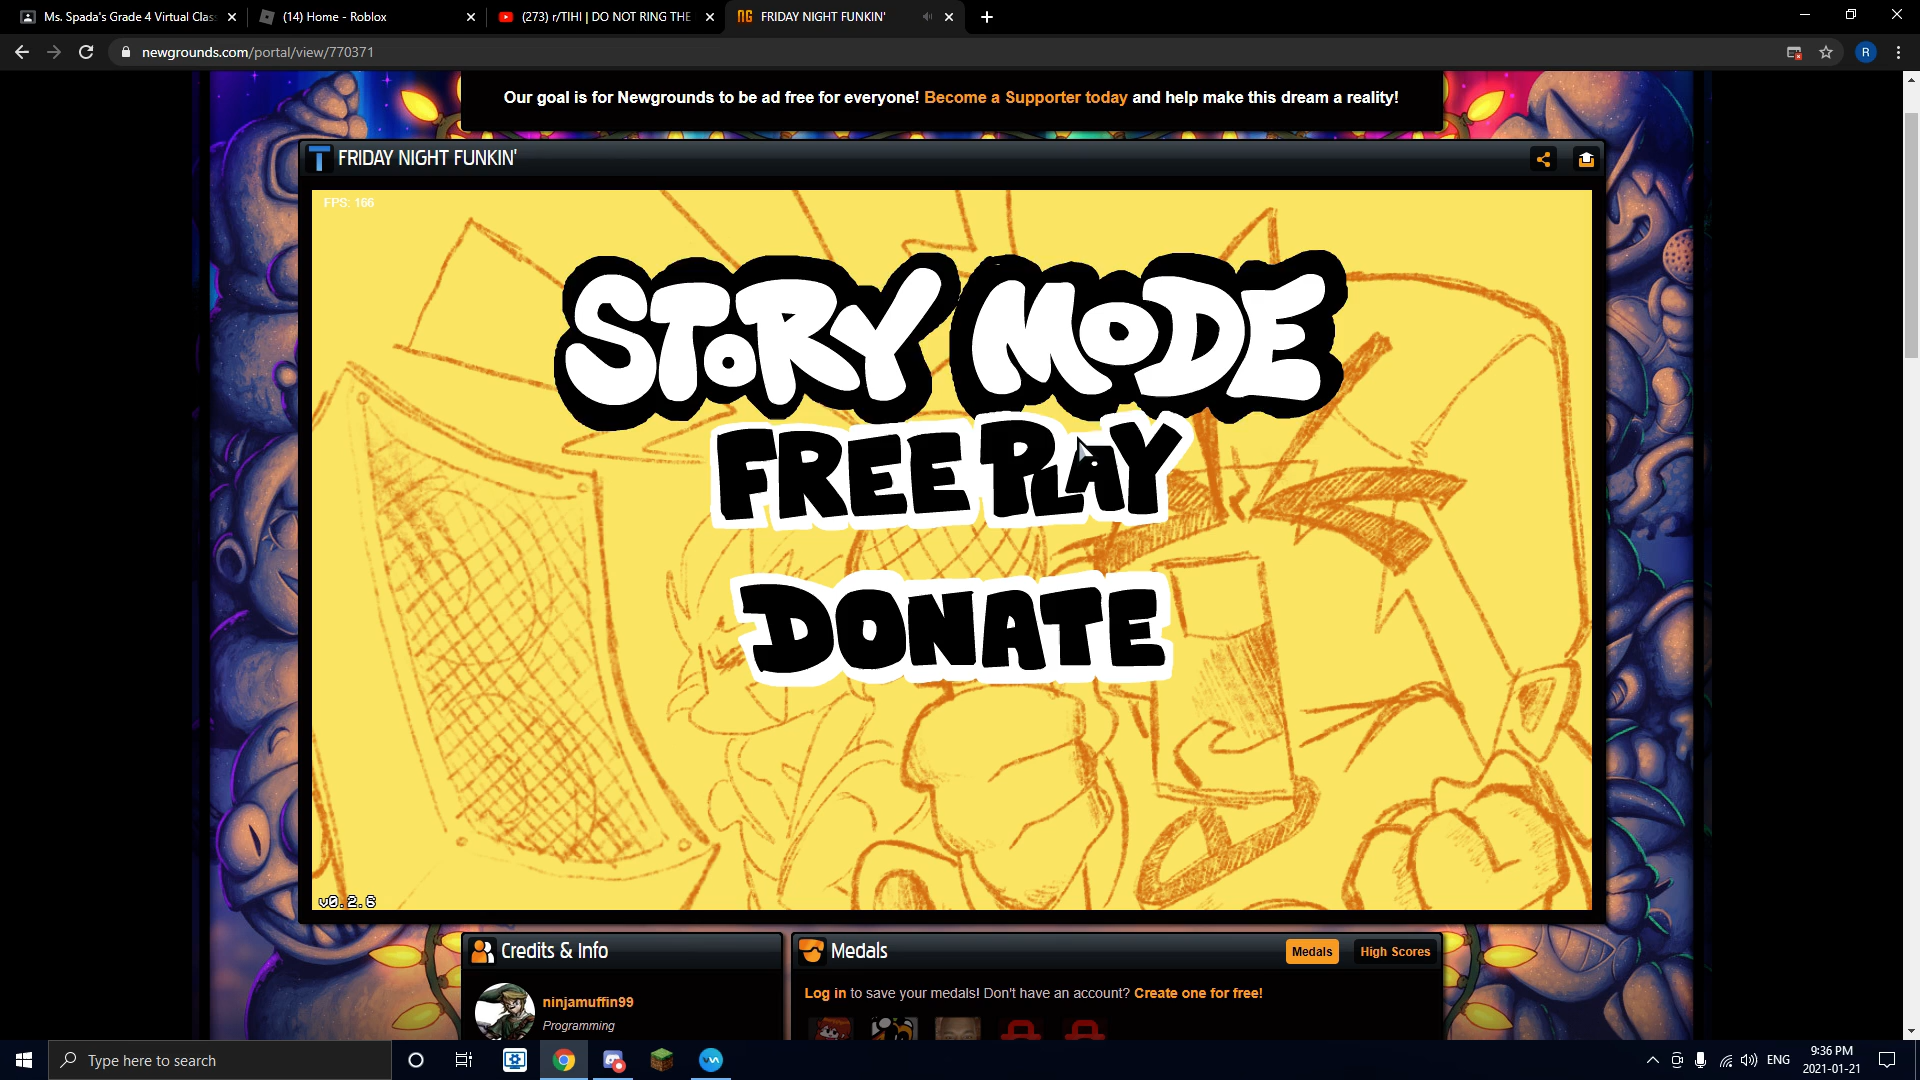 Ms. Spada's Grade 4 Virtual Clas
(14) Home - Roblox
(273) r/TIHI | DO NOT RING THE
FRIDAY NIGHT FUNKIN'
newgrounds.com/portal/view/770371
R
Our goal is for Newgrounds to be ad free for everyone! Become a Supporter today and help make this dream a reality!
T FRIDAY NIGHT FUNKIN'
FPS: 166
STORY MODE
FREEPLAY
DONATE
v0.2.6
Credits & Info
Medals
Medals
High Scores
ninjamuffin99
Programming
Log in to save your medals! Don't have an account? Create one for free!
Type here to search
ENG
9:36 PM
2021-01-21